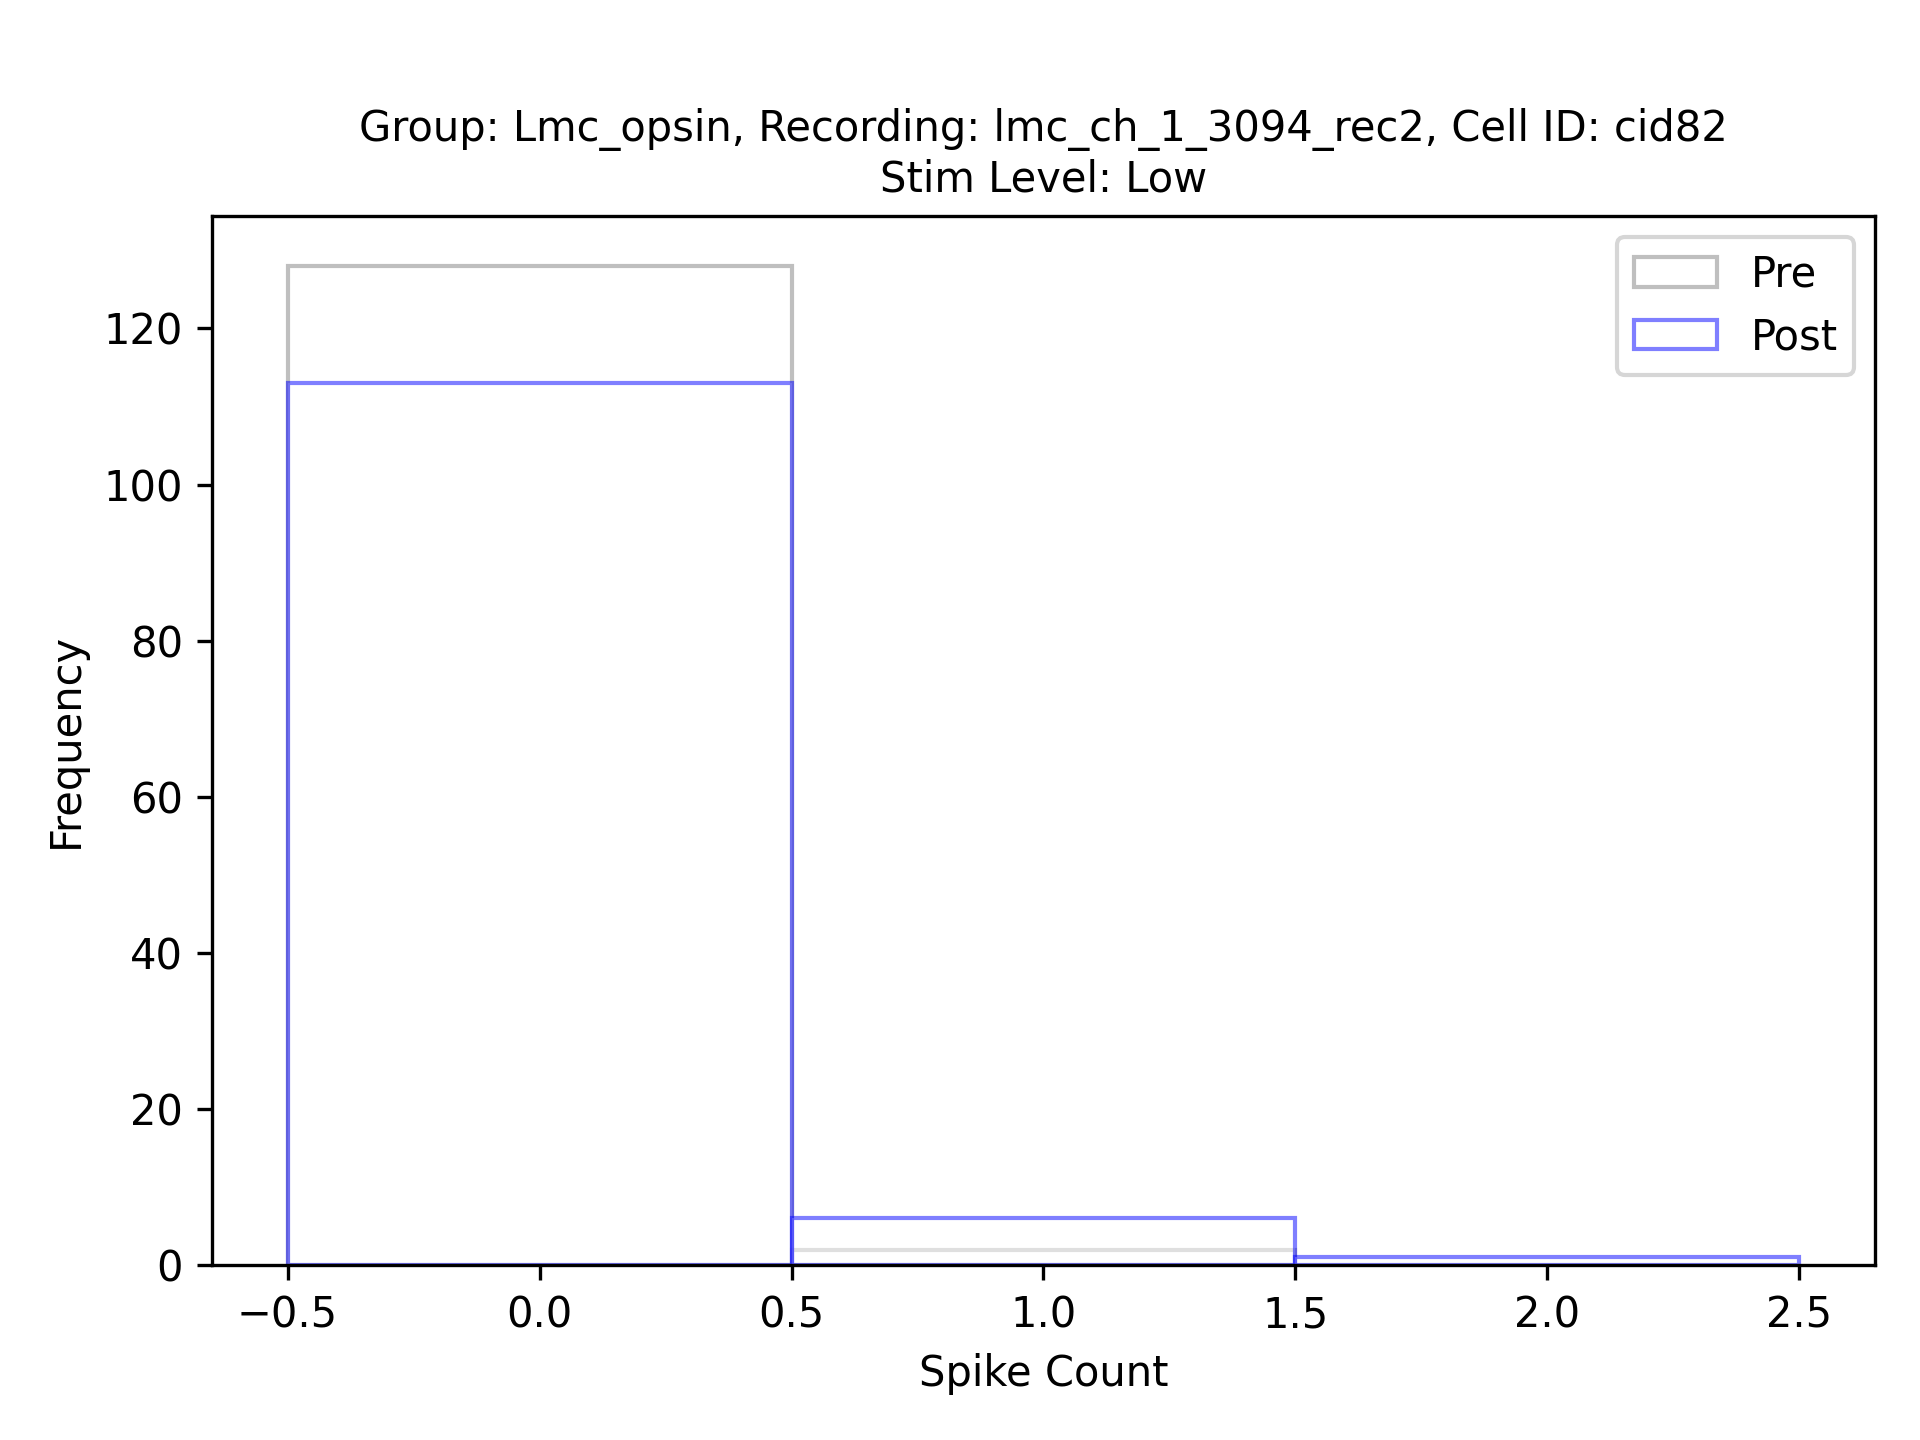 Group: Lmc_opsin, Recording: lmc_ch_1_3094_rec2, Cell ID: cid82
Stim Level: Low
Pre
Post
120
100
80
60
40
20
0
Frequency
−0.5 0.0 0.5 1.0 1.5 2.0 2.5
Spike Count